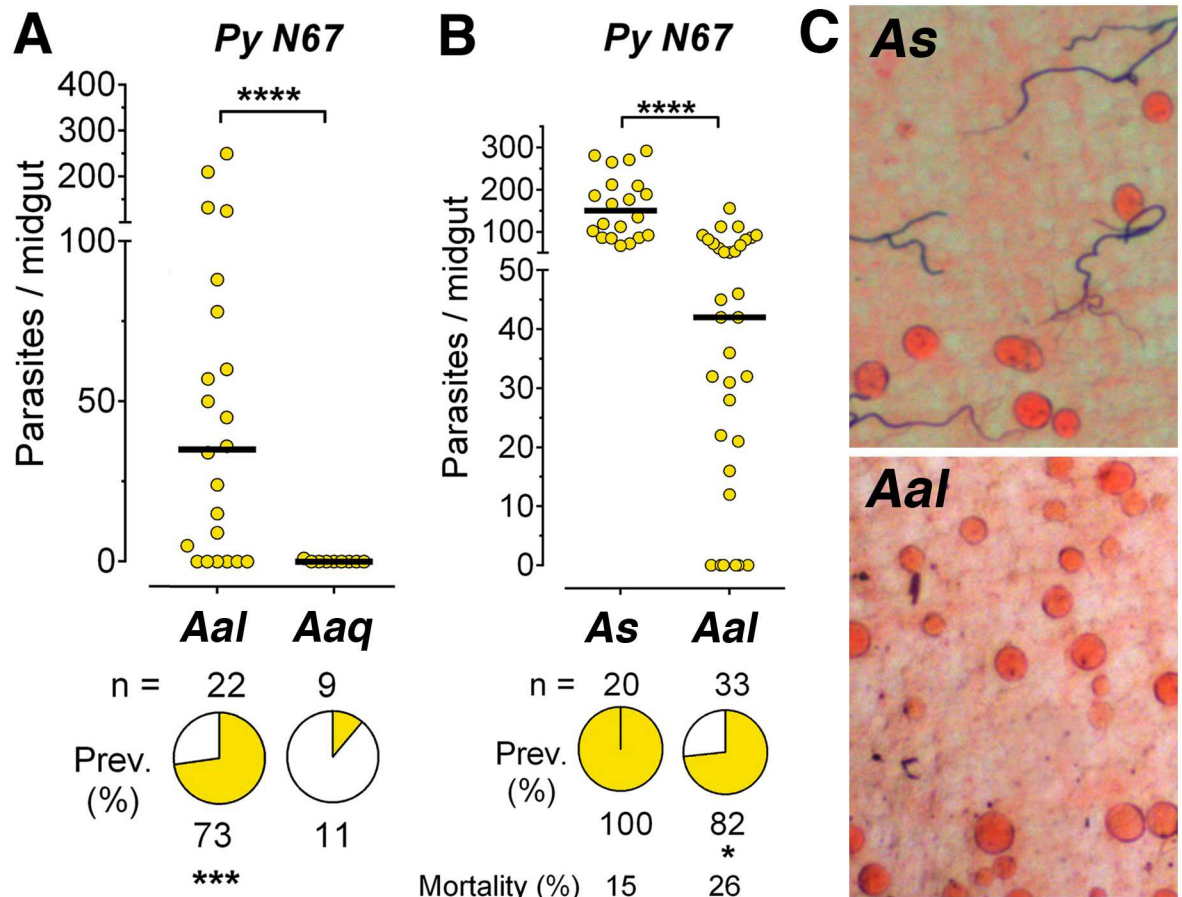 A
Py N67
****
400
300
200
100
50
0
Parasites / midgut
Aal Aaq
n = 22 9
Prev.
(%)
73 11
***
B
Py N67
****
300
200
100
50
40
30
20
10
0
Parasites / midgut
As Aal
n = 20 33
Prev.
(%)
100 82
*
Mortality (%) 15 26
C
As
Aal